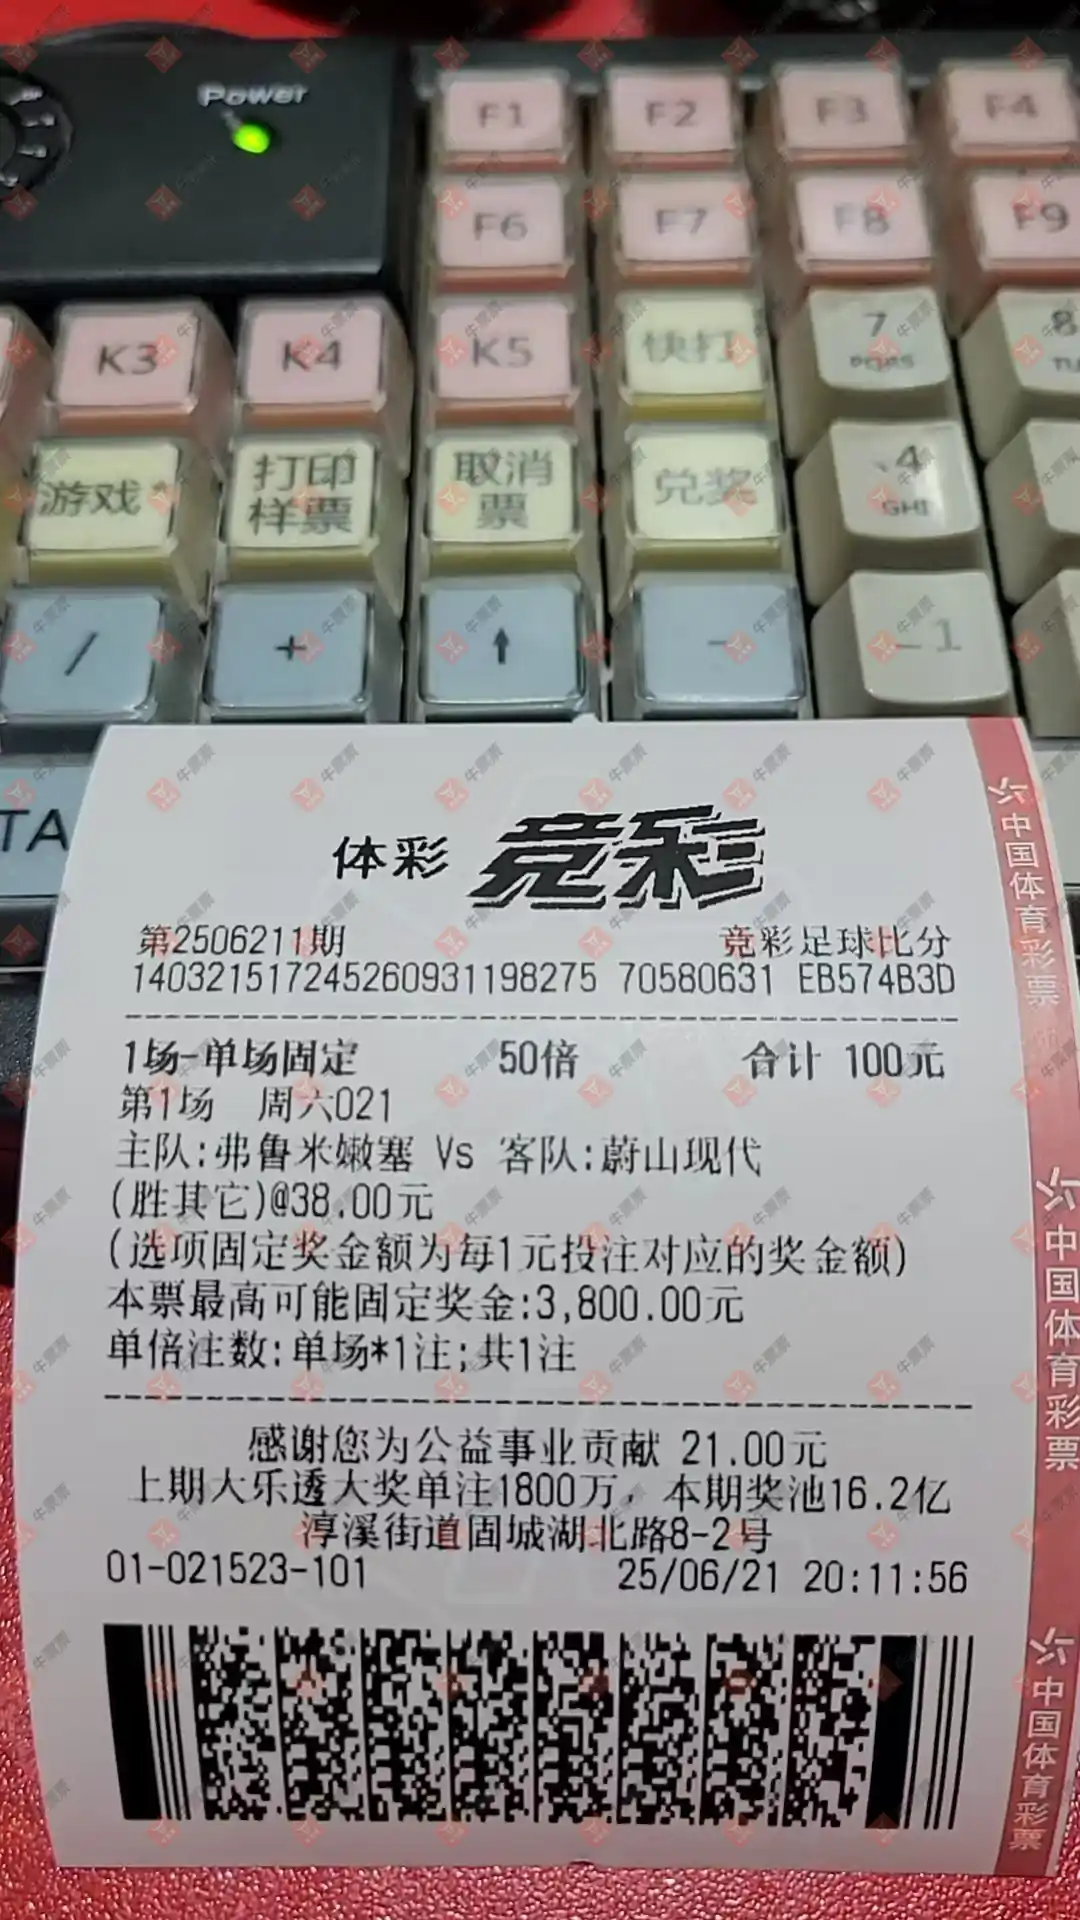 Power
F1 F2 F3 F4
F6 F7 F8 F9
K3 K4 K5 快打 7 8
PQRS TU
游戏 打印样票 取消票 兑奖 4
GHI
/ + ↑ - 1
TA
体彩 竞彩
第2506211期 竞彩足球比分
140321517245260931198275 70580631 EB574B3D
1场-单场固定 50倍 合计 100元
第1场 周六021
主队:弗鲁米嫩塞 Vs 客队:蔚山现代
(胜其它)@38.00元
(选项固定奖金额为每1元投注对应的奖金额)
本票最高可能固定奖金:3,800.00元
单倍注数:单场*1注;共1注
感谢您为公益事业贡献 21.00元
上期大乐透大奖单注1800万，本期奖池16.2亿
淳溪街道固城湖北路8-2号
01-021523-101 25/06/21 20:11:56
中国体育彩票
中国体育彩票
中国体育彩票
牛票票